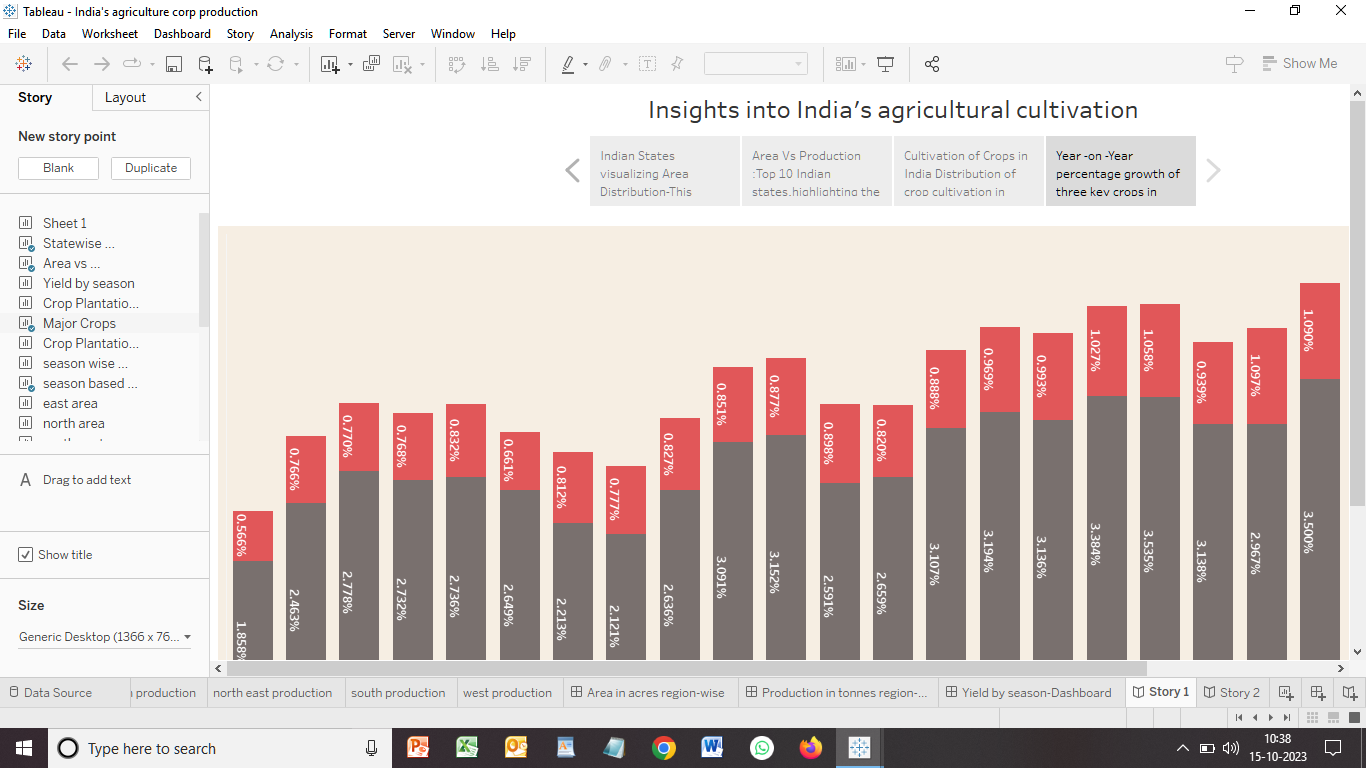 Tableau - India's agriculture corp production
File Data Worksheet Dashboard Story Analysis Format Server Window Help
Show Me
Story Layout
New story point
Blank Duplicate
Sheet 1
Statewise ...
Area vs ...
Yield by season
Crop Plantatio...
Major Crops
Crop Plantatio...
season wise ...
season based ...
east area
north area
A Drag to add text
Show title
Size
Generic Desktop (1366 x 76...
Insights into India's agricultural cultivation
Indian States
visualizing Area
Distribution-This
Area Vs Production
:Top 10 Indian
states,highlighting the
Cultivation of Crops in
India Distribution of
crop cultivation in
Year -on -Year
percentage growth of
three key crops in
0.566%
0.766%
0.770%
0.768%
0.832%
0.661%
0.812%
0.777%
0.827%
0.851%
0.877%
0.898%
0.820%
0.888%
0.969%
0.993%
1.027%
1.058%
0.939%
1.097%
1.090%
1.858%
2.463%
2.778%
2.732%
2.736%
2.649%
2.213%
2.121%
2.636%
3.091%
3.152%
2.591%
2.659%
3.107%
3.194%
3.136%
3.384%
3.535%
3.138%
2.967%
3.500%
Data Source production north east production south production west production Area in acres region-wise Production in tonnes region-... Yield by season-Dashboard Story 1 Story 2
Type here to search
10:38
15-10-2023